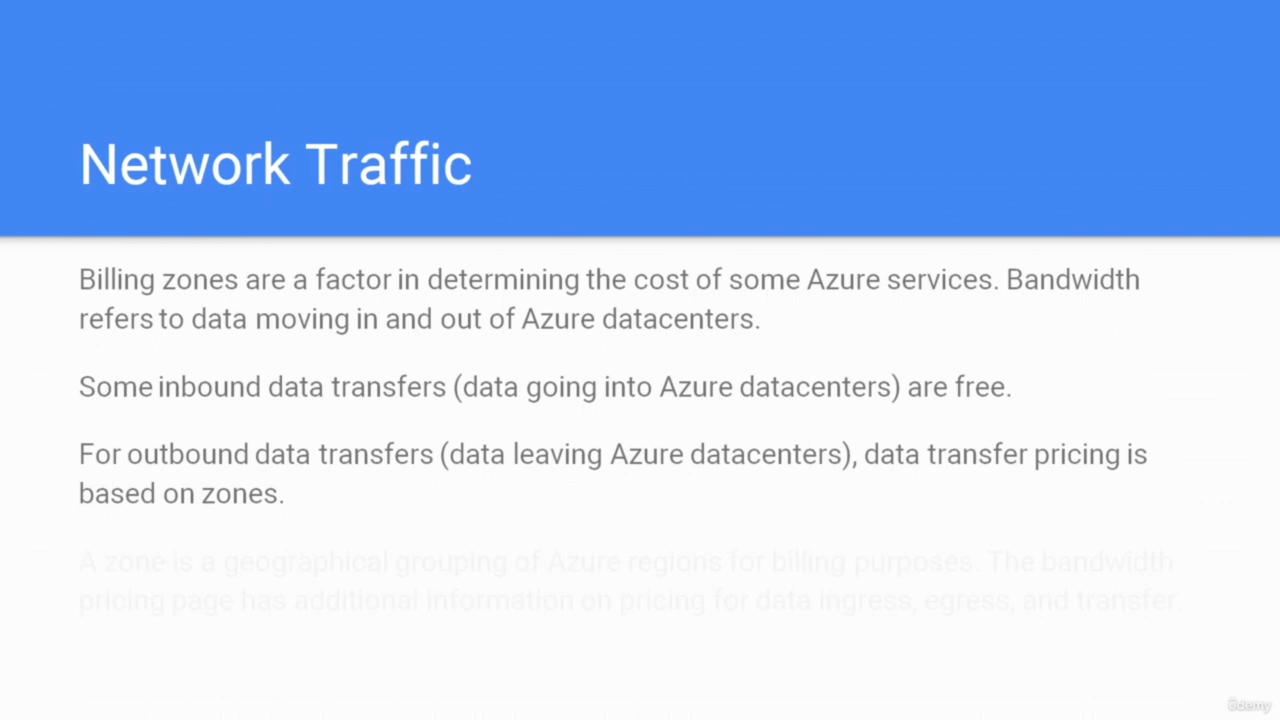 Network Traffic
Billing zones are a factor in determining the cost of some Azure services. Bandwidth
refers to data moving in and out of Azure datacenters.
Some inbound data transfers (data going into Azure datacenters) are free.
For outbound data transfers (data leaving Azure datacenters), data transfer pricing is
based on zones.
A zone is a geographical grouping of Azure regions for billing purposes. The bandwidth
pricing page has additional information on pricing for data ingress, egress, and transfer.
Udemy